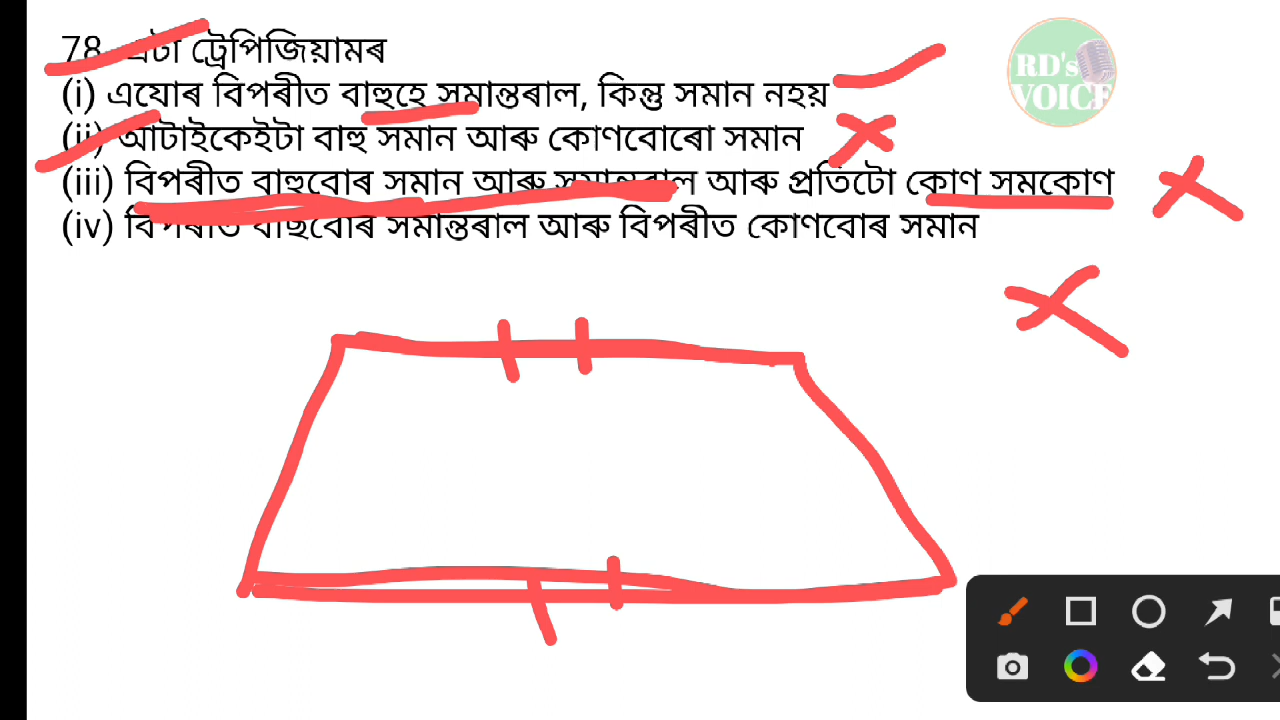 78. এটা ট্ৰেপিজিয়ামৰ
(i) এযোৰ বিপৰীত বাহুহে সমান্তৰাল, কিন্তু সমান নহয়
(ii) আটাইকেইটা বাহু সমান আৰু কোণবোৰো সমান
(iii) বিপৰীত বাহুবোৰ সমান আৰু সমান্তৰাল আৰু প্ৰতিটো কোণ সমকোণ
(iv) বিপৰীত বাহুবোৰ সমান্তৰাল আৰু বিপৰীত কোণবোৰ সমান
RD's
VOICE